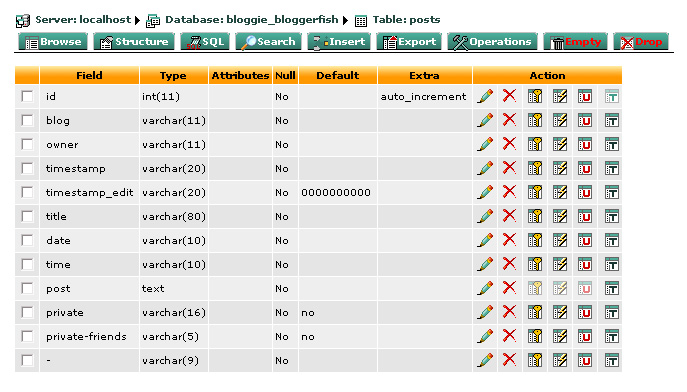 Server: localhost Database: bloggie_bloggerfish Table: posts
Browse Structure SQL Search Insert Export Operations Empty Drop
Field Type Attributes Null Default Extra Action
id int(11) No auto_increment
blog varchar(11) No
owner varchar(11) No
timestamp varchar(20) No
timestamp_edit varchar(20) No 0000000000
title varchar(80) No
date varchar(10) No
time varchar(10) No
post text No
private varchar(16) No no
private-friends varchar(5) No no
- varchar(9) No